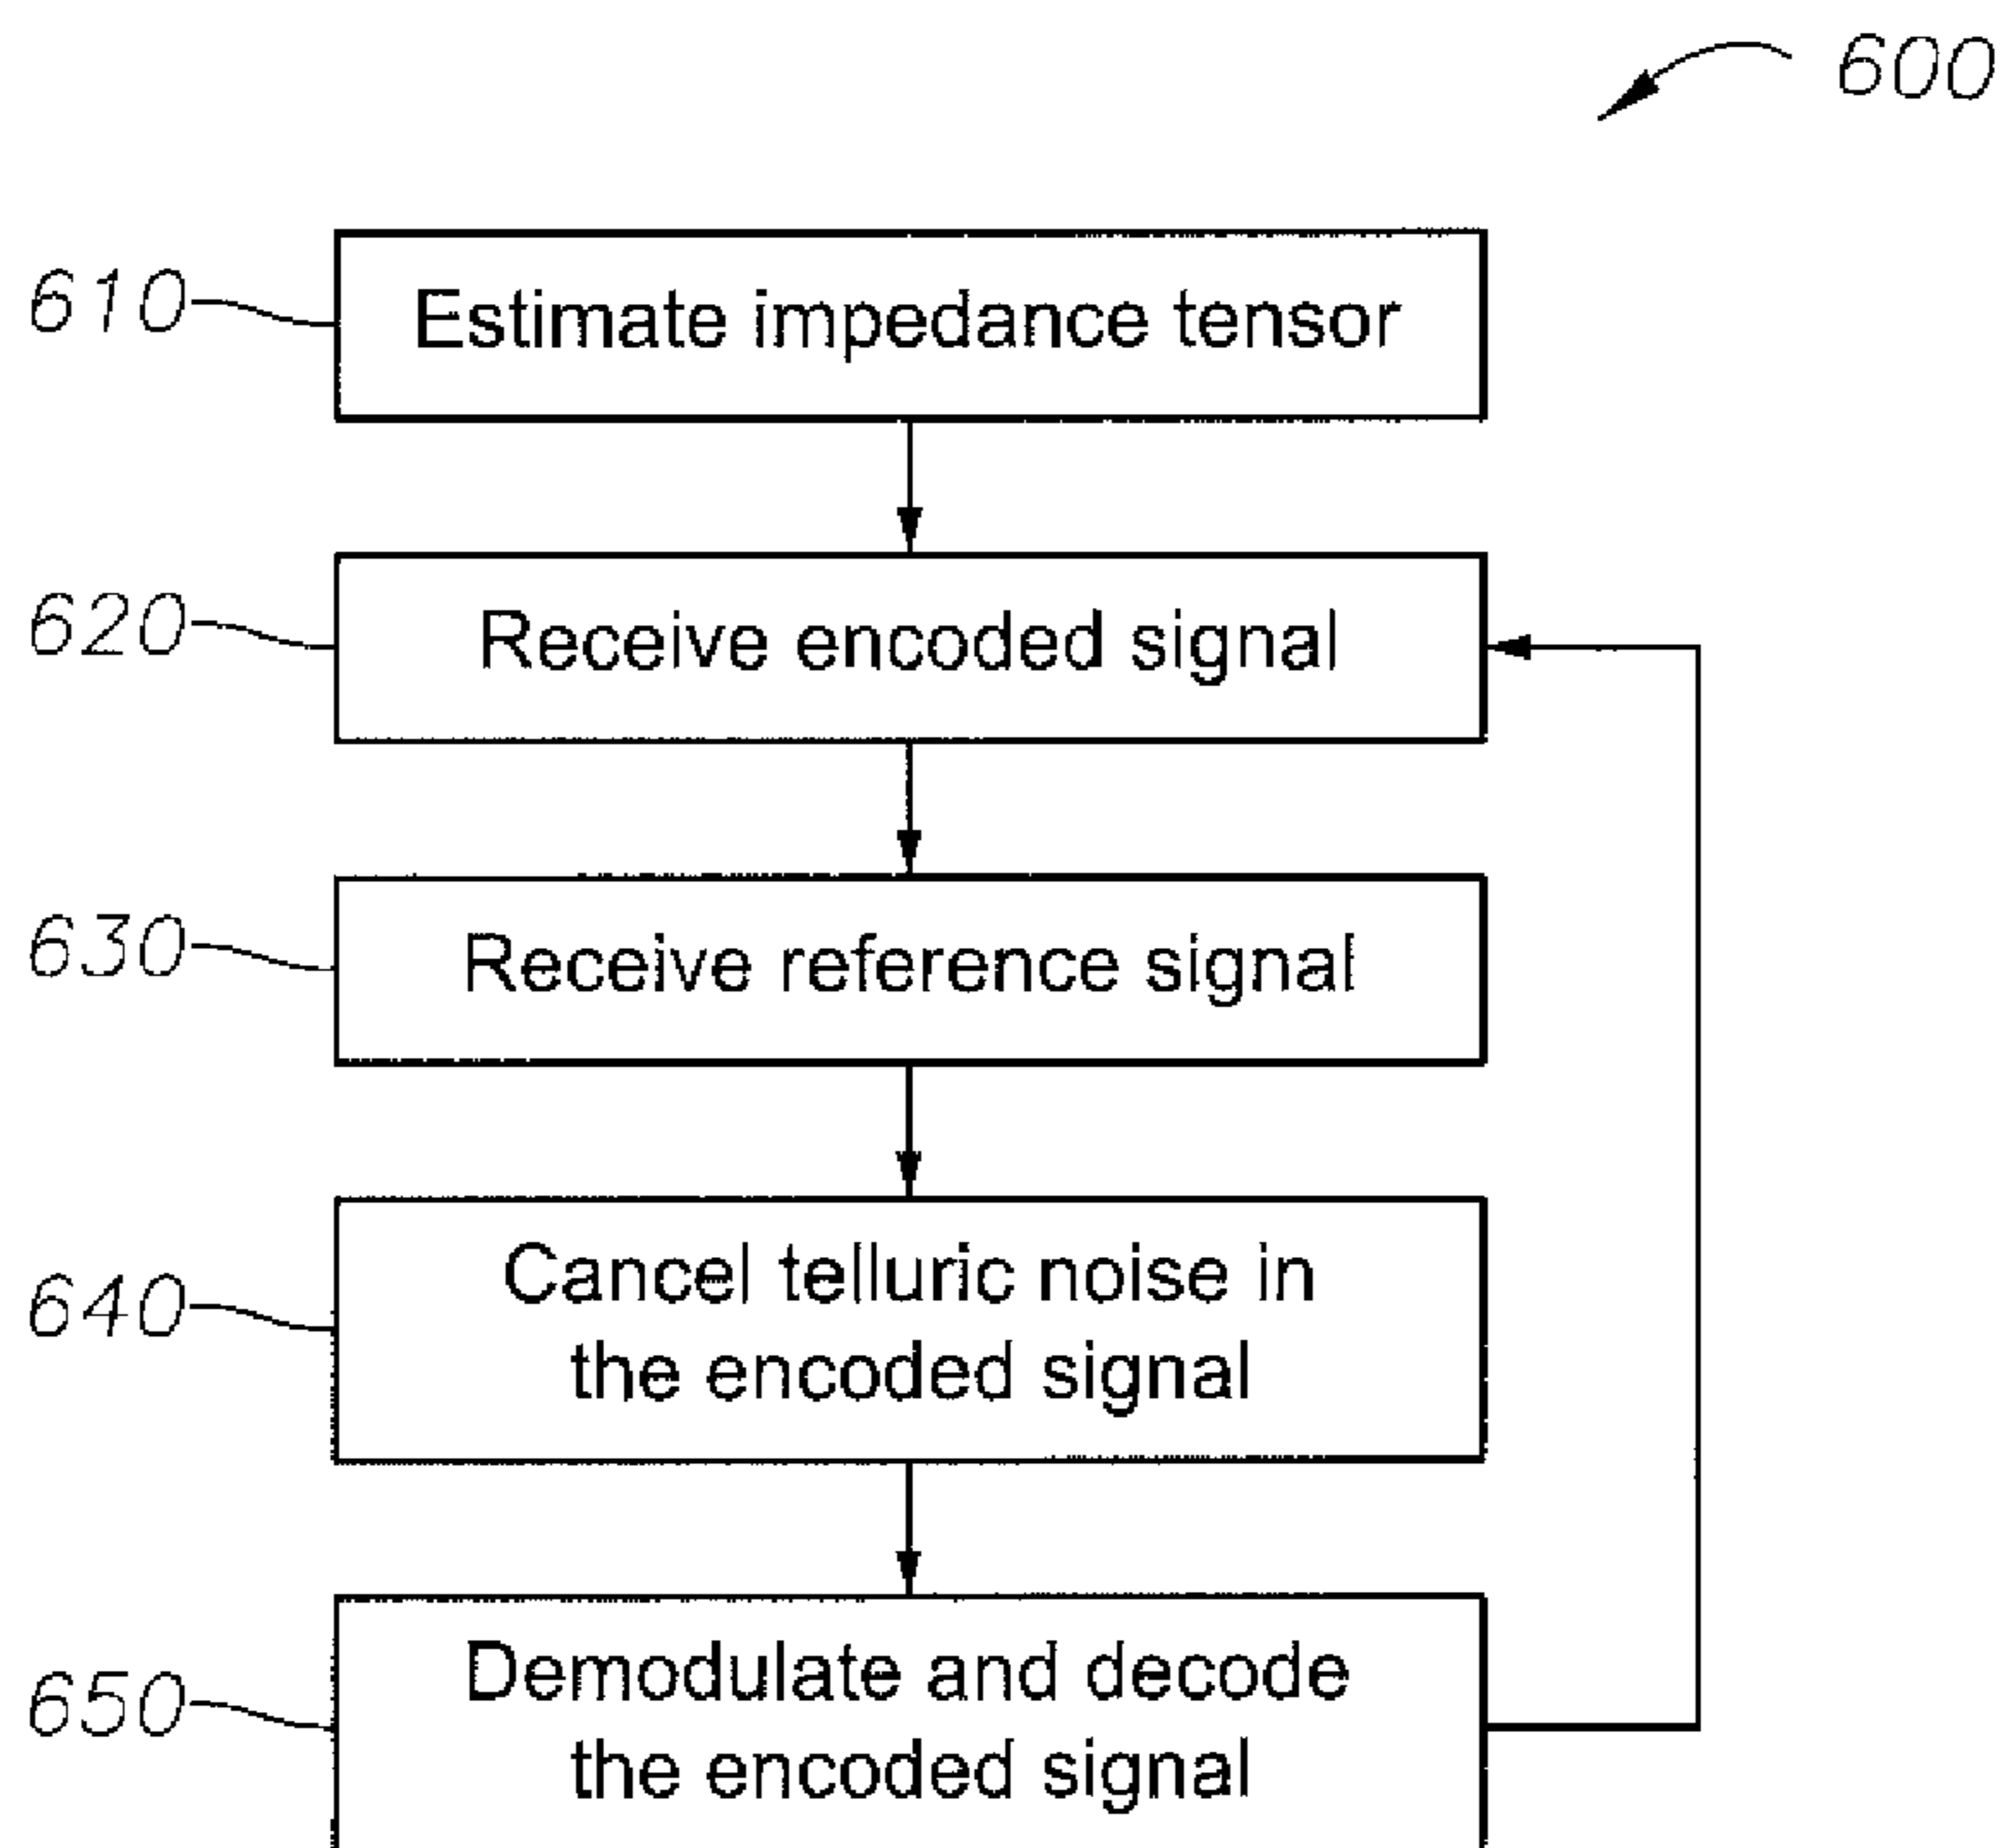 600
610
Estimate impedance tensor
620
Receive encoded signal
630
Receive reference signal
640
Cancel telluric noise in
the encoded signal
650
Demodulate and decode
the encoded signal